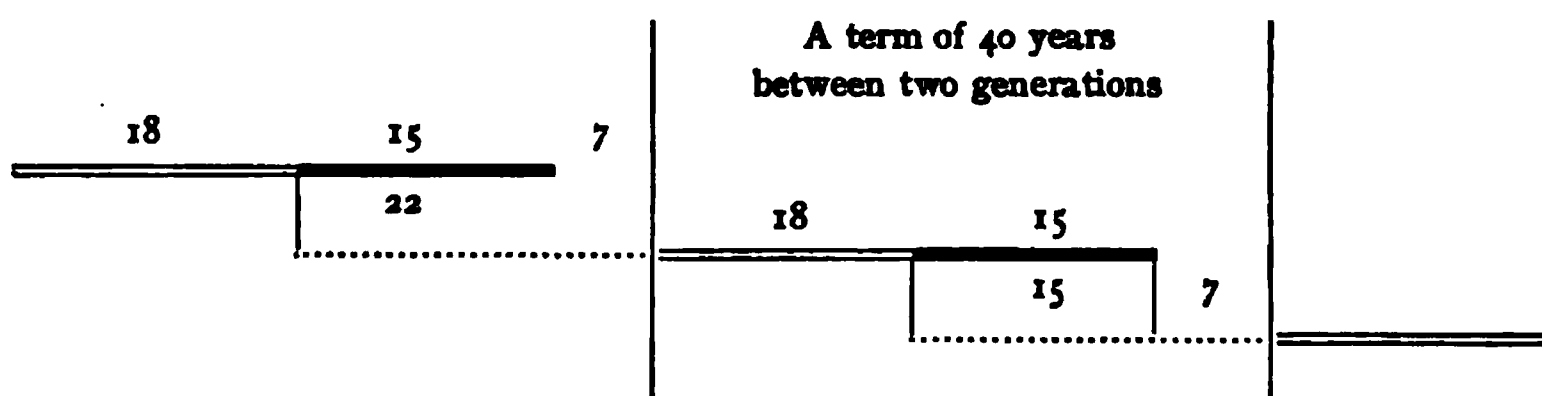 A term of 40 years
between two generations
18 15 7
22
18 15
15 7